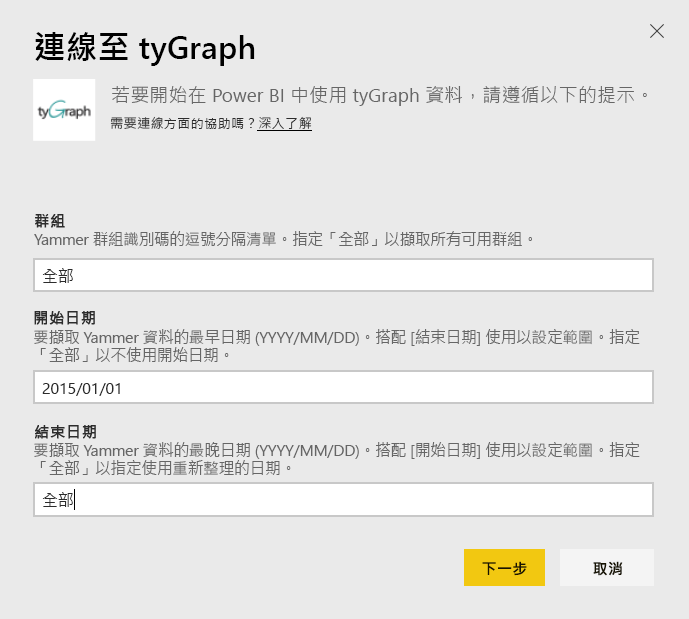 連線至 tyGraph
tyGraph
若要開始在 Power BI 中使用 tyGraph 資料，請遵循以下的提示。
需要連線方面的協助嗎？深入了解
群組
Yammer 群組識別碼的逗號分隔清單。指定「全部」以擷取所有可用群組。
全部
開始日期
要擷取 Yammer 資料的最早日期 (YYYY/MM/DD)。搭配 [結束日期] 使用以設定範圍。指定
「全部」以不使用開始日期。
2015/01/01
結束日期
要擷取 Yammer 資料的最晚日期 (YYYY/MM/DD)。搭配 [開始日期] 使用以設定範圍。指定
「全部」以指定使用重新整理的日期。
全部
下一步
取消